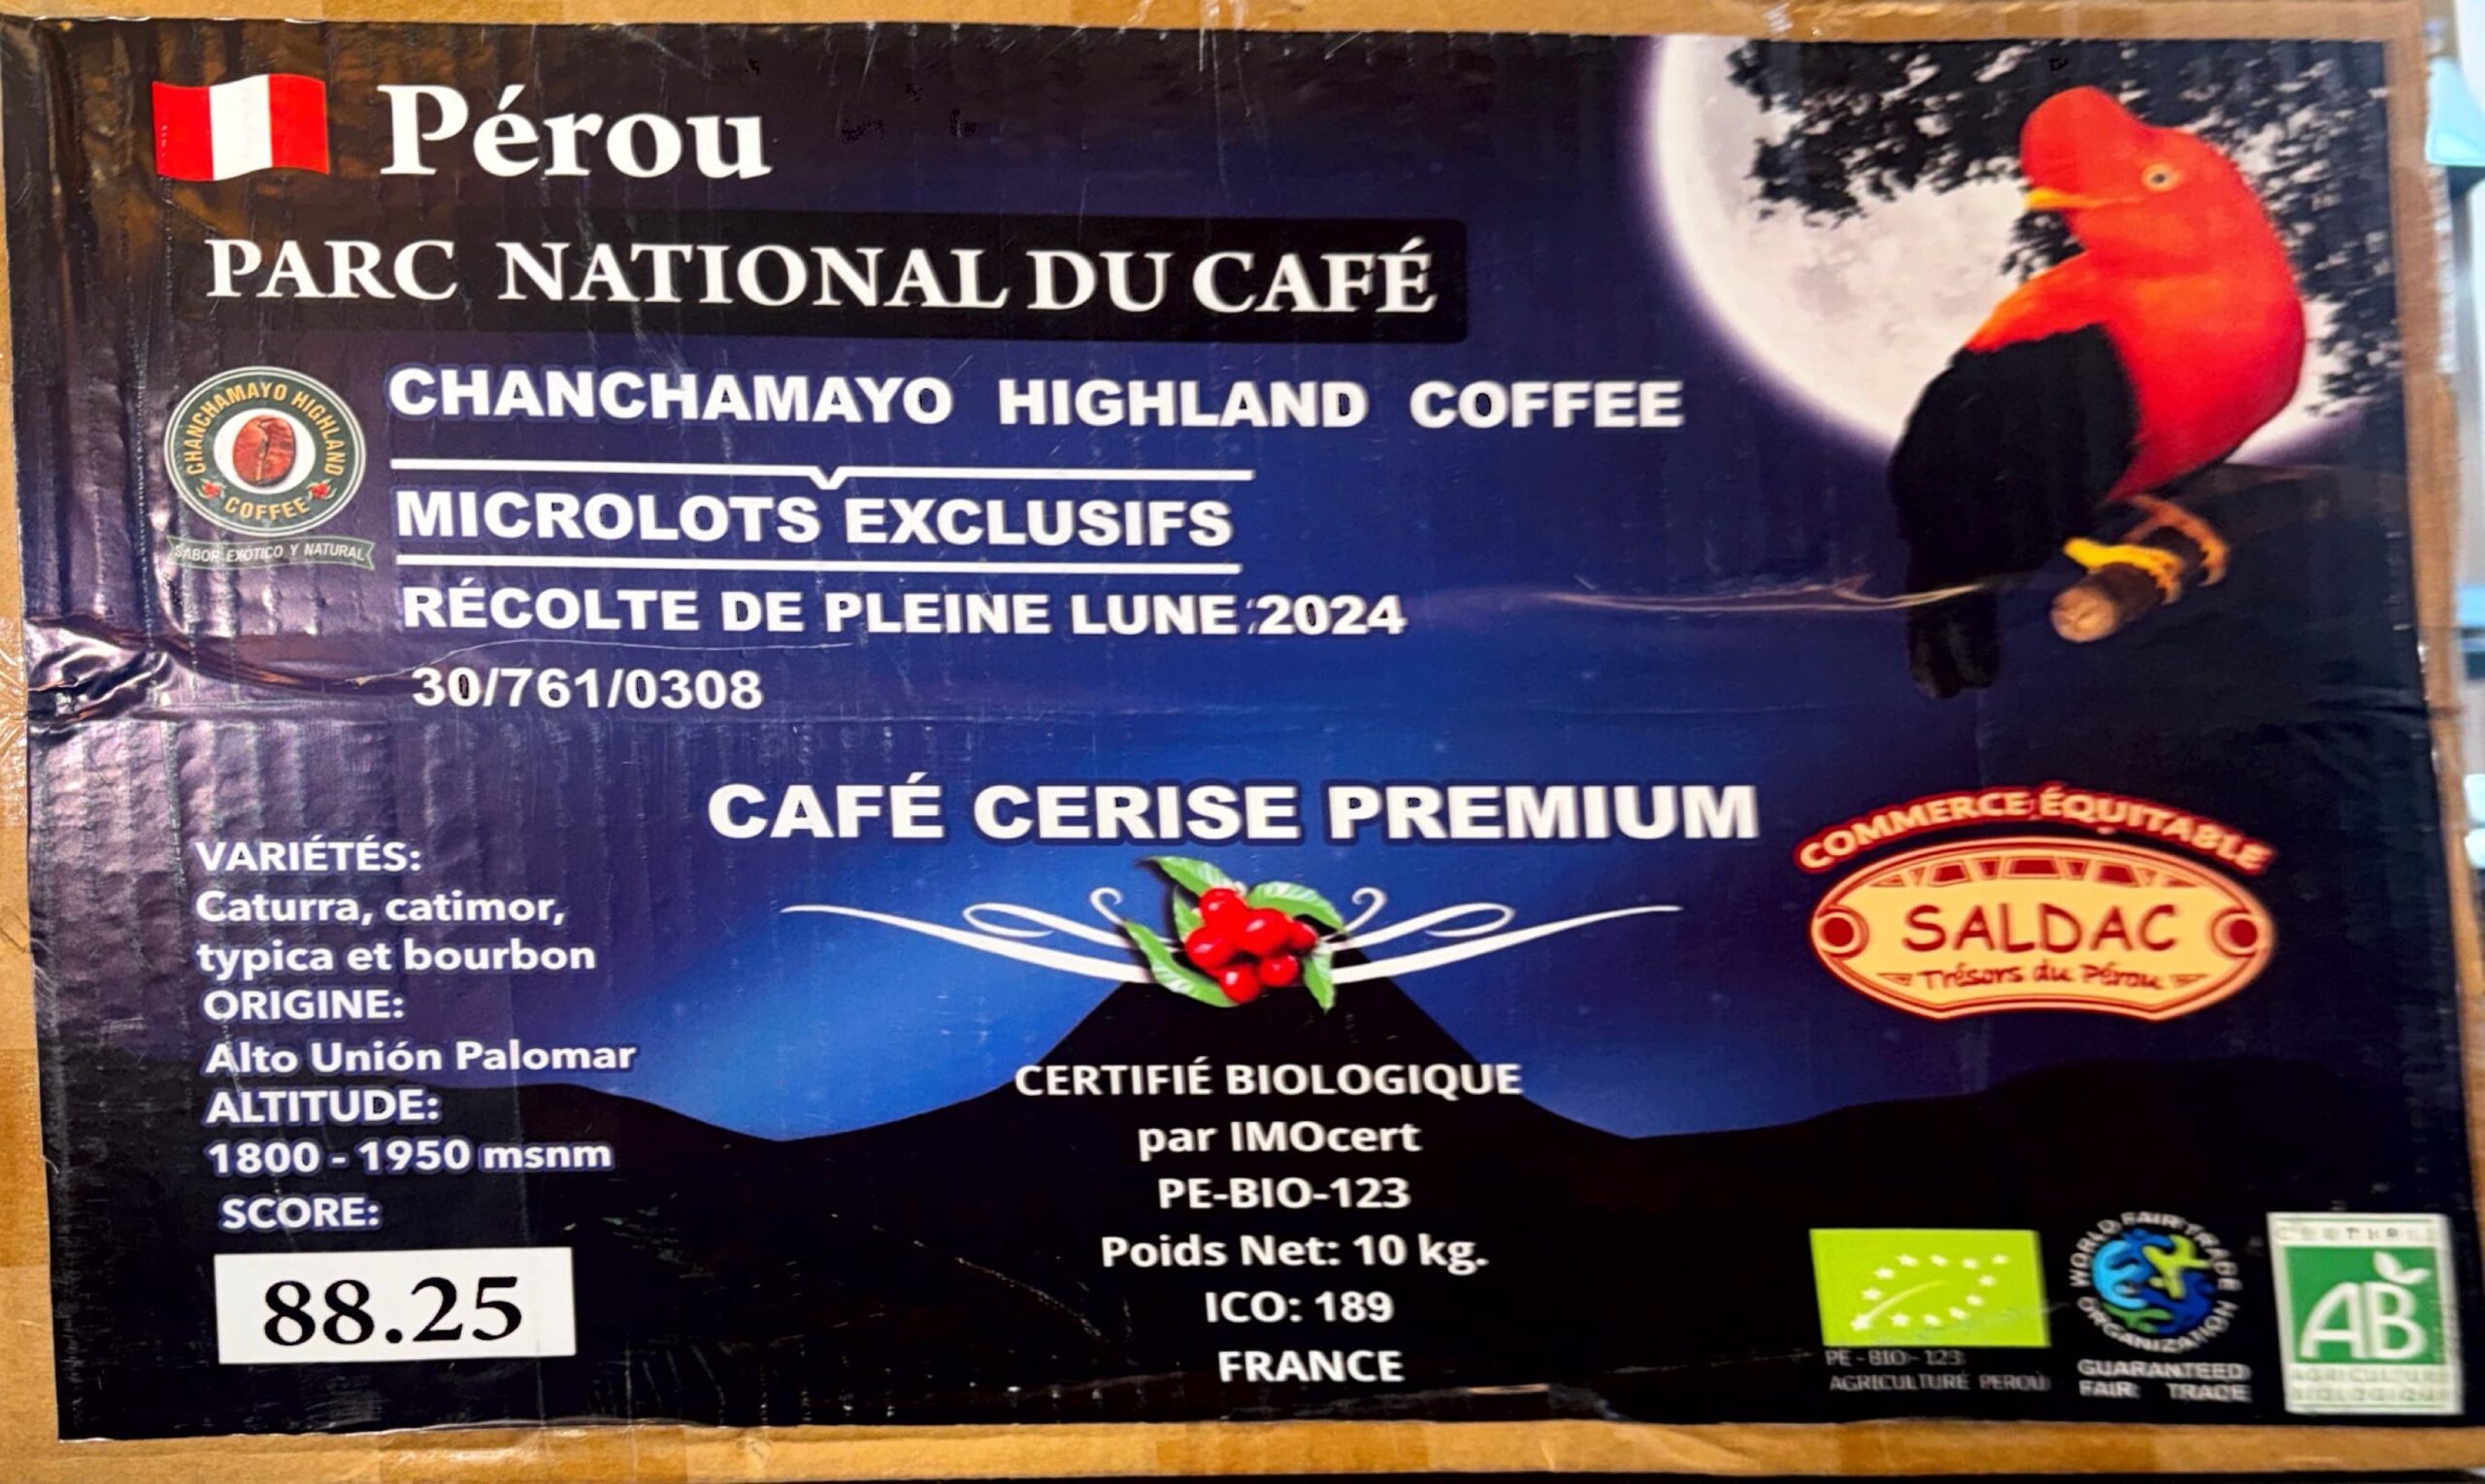 Pérou
PARC NATIONAL DU CAFÉ
CHANCHAMAYO HIGHLAND
COFFEE
SABOR EXÓTICO Y NATURAL
CHANCHAMAYO HIGHLAND COFFEE
MICROLOTS EXCLUSIFS
RÉCOLTE DE PLEINE LUNE 2024
30/761/0308
CAFÉ CERISE PREMIUM
VARIÉTÉS:
Caturra, catimor,
typica et bourbon
ORIGINE:
Alto Unión Palomar
ALTITUDE:
1800 - 1950 msnm
SCORE:
88.25
CERTIFIÉ BIOLOGIQUE
par IMOcert
PE-BIO-123
Poids Net: 10 kg.
ICO: 189
FRANCE
COMMERCE ÉQUITABLE
SALDAC
Trésors du Pérou
PE - BIO - 123
AGRICULTURE PEROU
WORLD FAIR TRADE
ORGANIZATION
GUARANTEED
FAIR TRADE
CERTIFIÉ
AB
AGRICULTURE
BIOLOGIQUE